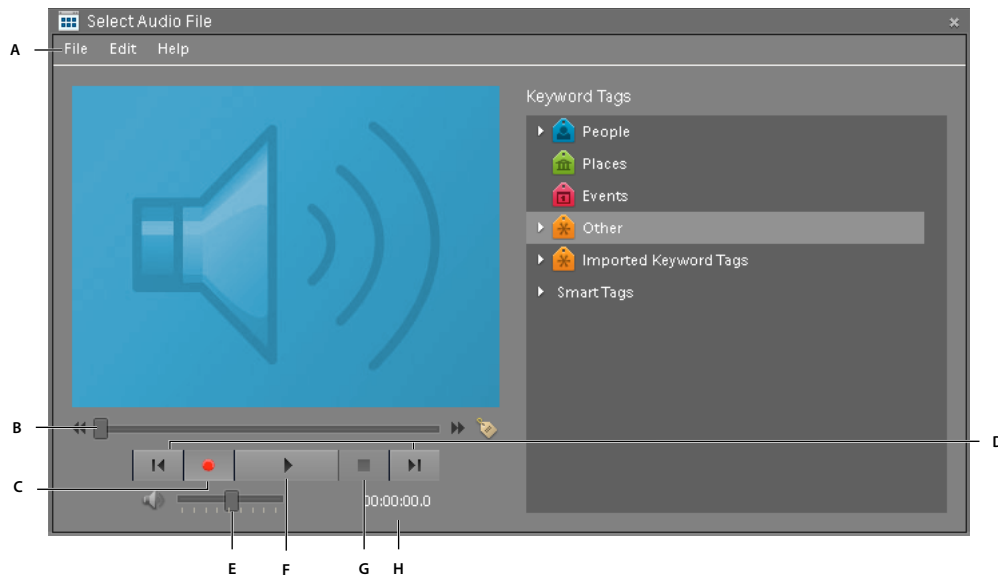 Select Audio File
A
File Edit Help
Keyword Tags
People
Places
Events
Other
Imported Keyword Tags
Smart Tags
B
D
C
00:00:00.0
E F G H